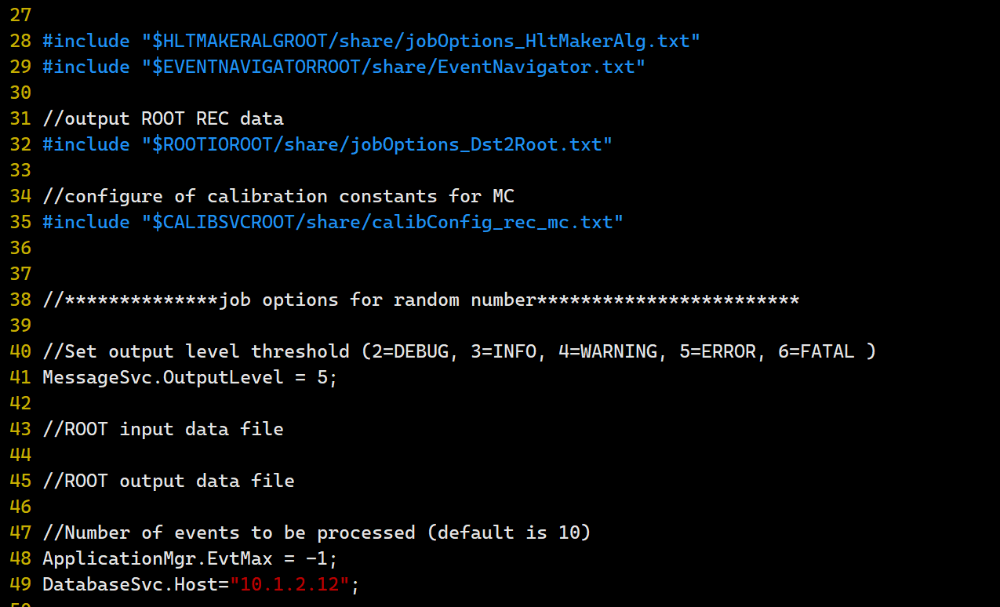 27
28 #include "$HLTMAKERALGROOT/share/jobOptions_HltMakerAlg.txt"
29 #include "$EVENTNAVIGATORROOT/share/EventNavigator.txt"
30
31 //output ROOT REC data
32 #include "$ROOTIOROOT/share/jobOptions_Dst2Root.txt"
33
34 //configure of calibration constants for MC
35 #include "$CALIBSVCROOT/share/calibConfig_rec_mc.txt"
36
37
38 //**************job options for random number************************
39
40 //Set output level threshold (2=DEBUG, 3=INFO, 4=WARNING, 5=ERROR, 6=FATAL )
41 MessageSvc.OutputLevel = 5;
42
43 //ROOT input data file
44
45 //ROOT output data file
46
47 //Number of events to be processed (default is 10)
48 ApplicationMgr.EvtMax = -1;
49 DatabaseSvc.Host="10.1.2.12";